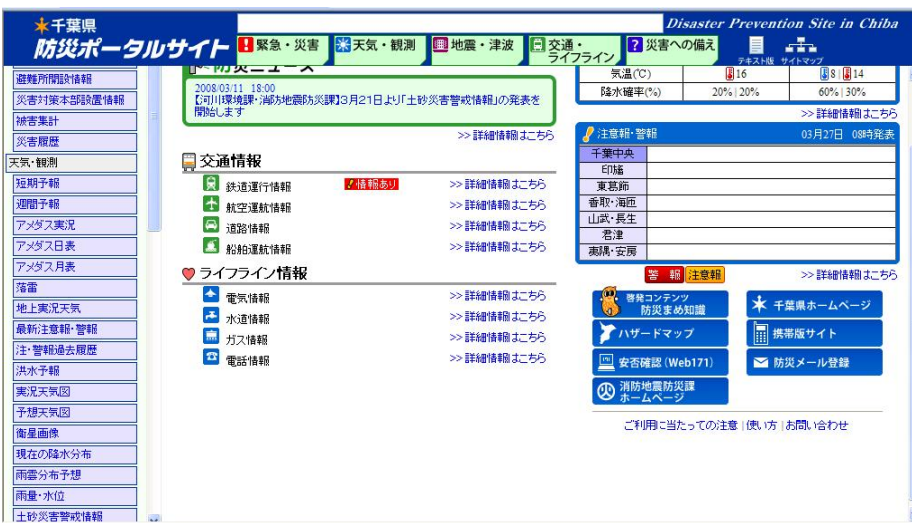 千葉県
防災ポータルサイト
Disaster Prevention Site in Chiba
緊急・災害
天気・観測
地震・津波
交通・
ライフライン
災害への備え
テキスト版
サイトマップ
避難所開設情報
災害対策本部設置情報
被害集計
災害履歴
天気・観測
短期予報
週間予報
アメダス実況
アメダス日表
アメダス月表
落雷
地上実況天気
最新注意報・警報
注・警報過去履歴
洪水予報
実況天気図
予想天気図
衛星画像
現在の降水分布
雨雲分布予想
雨量・水位
土砂災害警戒情報
防災ニュース
2008/03/11 18:00
【河川環境課・消防地震防災課】3月21日より「土砂災害警戒情報」の発表を
開始します
>> 詳細情報はこちら
交通情報
鉄道運行情報 情報あり >> 詳細情報はこちら
航空運航情報 >> 詳細情報はこちら
道路情報 >> 詳細情報はこちら
船舶運航情報 >> 詳細情報はこちら
ライフライン情報
電気情報 >> 詳細情報はこちら
水道情報 >> 詳細情報はこちら
ガス情報 >> 詳細情報はこちら
電話情報 >> 詳細情報はこちら
気温(℃) 16 8 | 14
降水確率(%) 20% | 20% 60% | 30%
>> 詳細情報はこちら
注意報・警報 03月27日 08時発表
千葉中央
印旛
東葛飾
香取・海匝
山武・長生
君津
夷隅・安房
警 報 注意報
>> 詳細情報はこちら
啓発コンテンツ
防災まめ知識
千葉県ホームページ
ハザードマップ
携帯版サイト
安否確認(Web171)
防災メール登録
消防地震防災課
ホームページ
ご利用に当たっての注意 | 使い方 | お問い合わせ